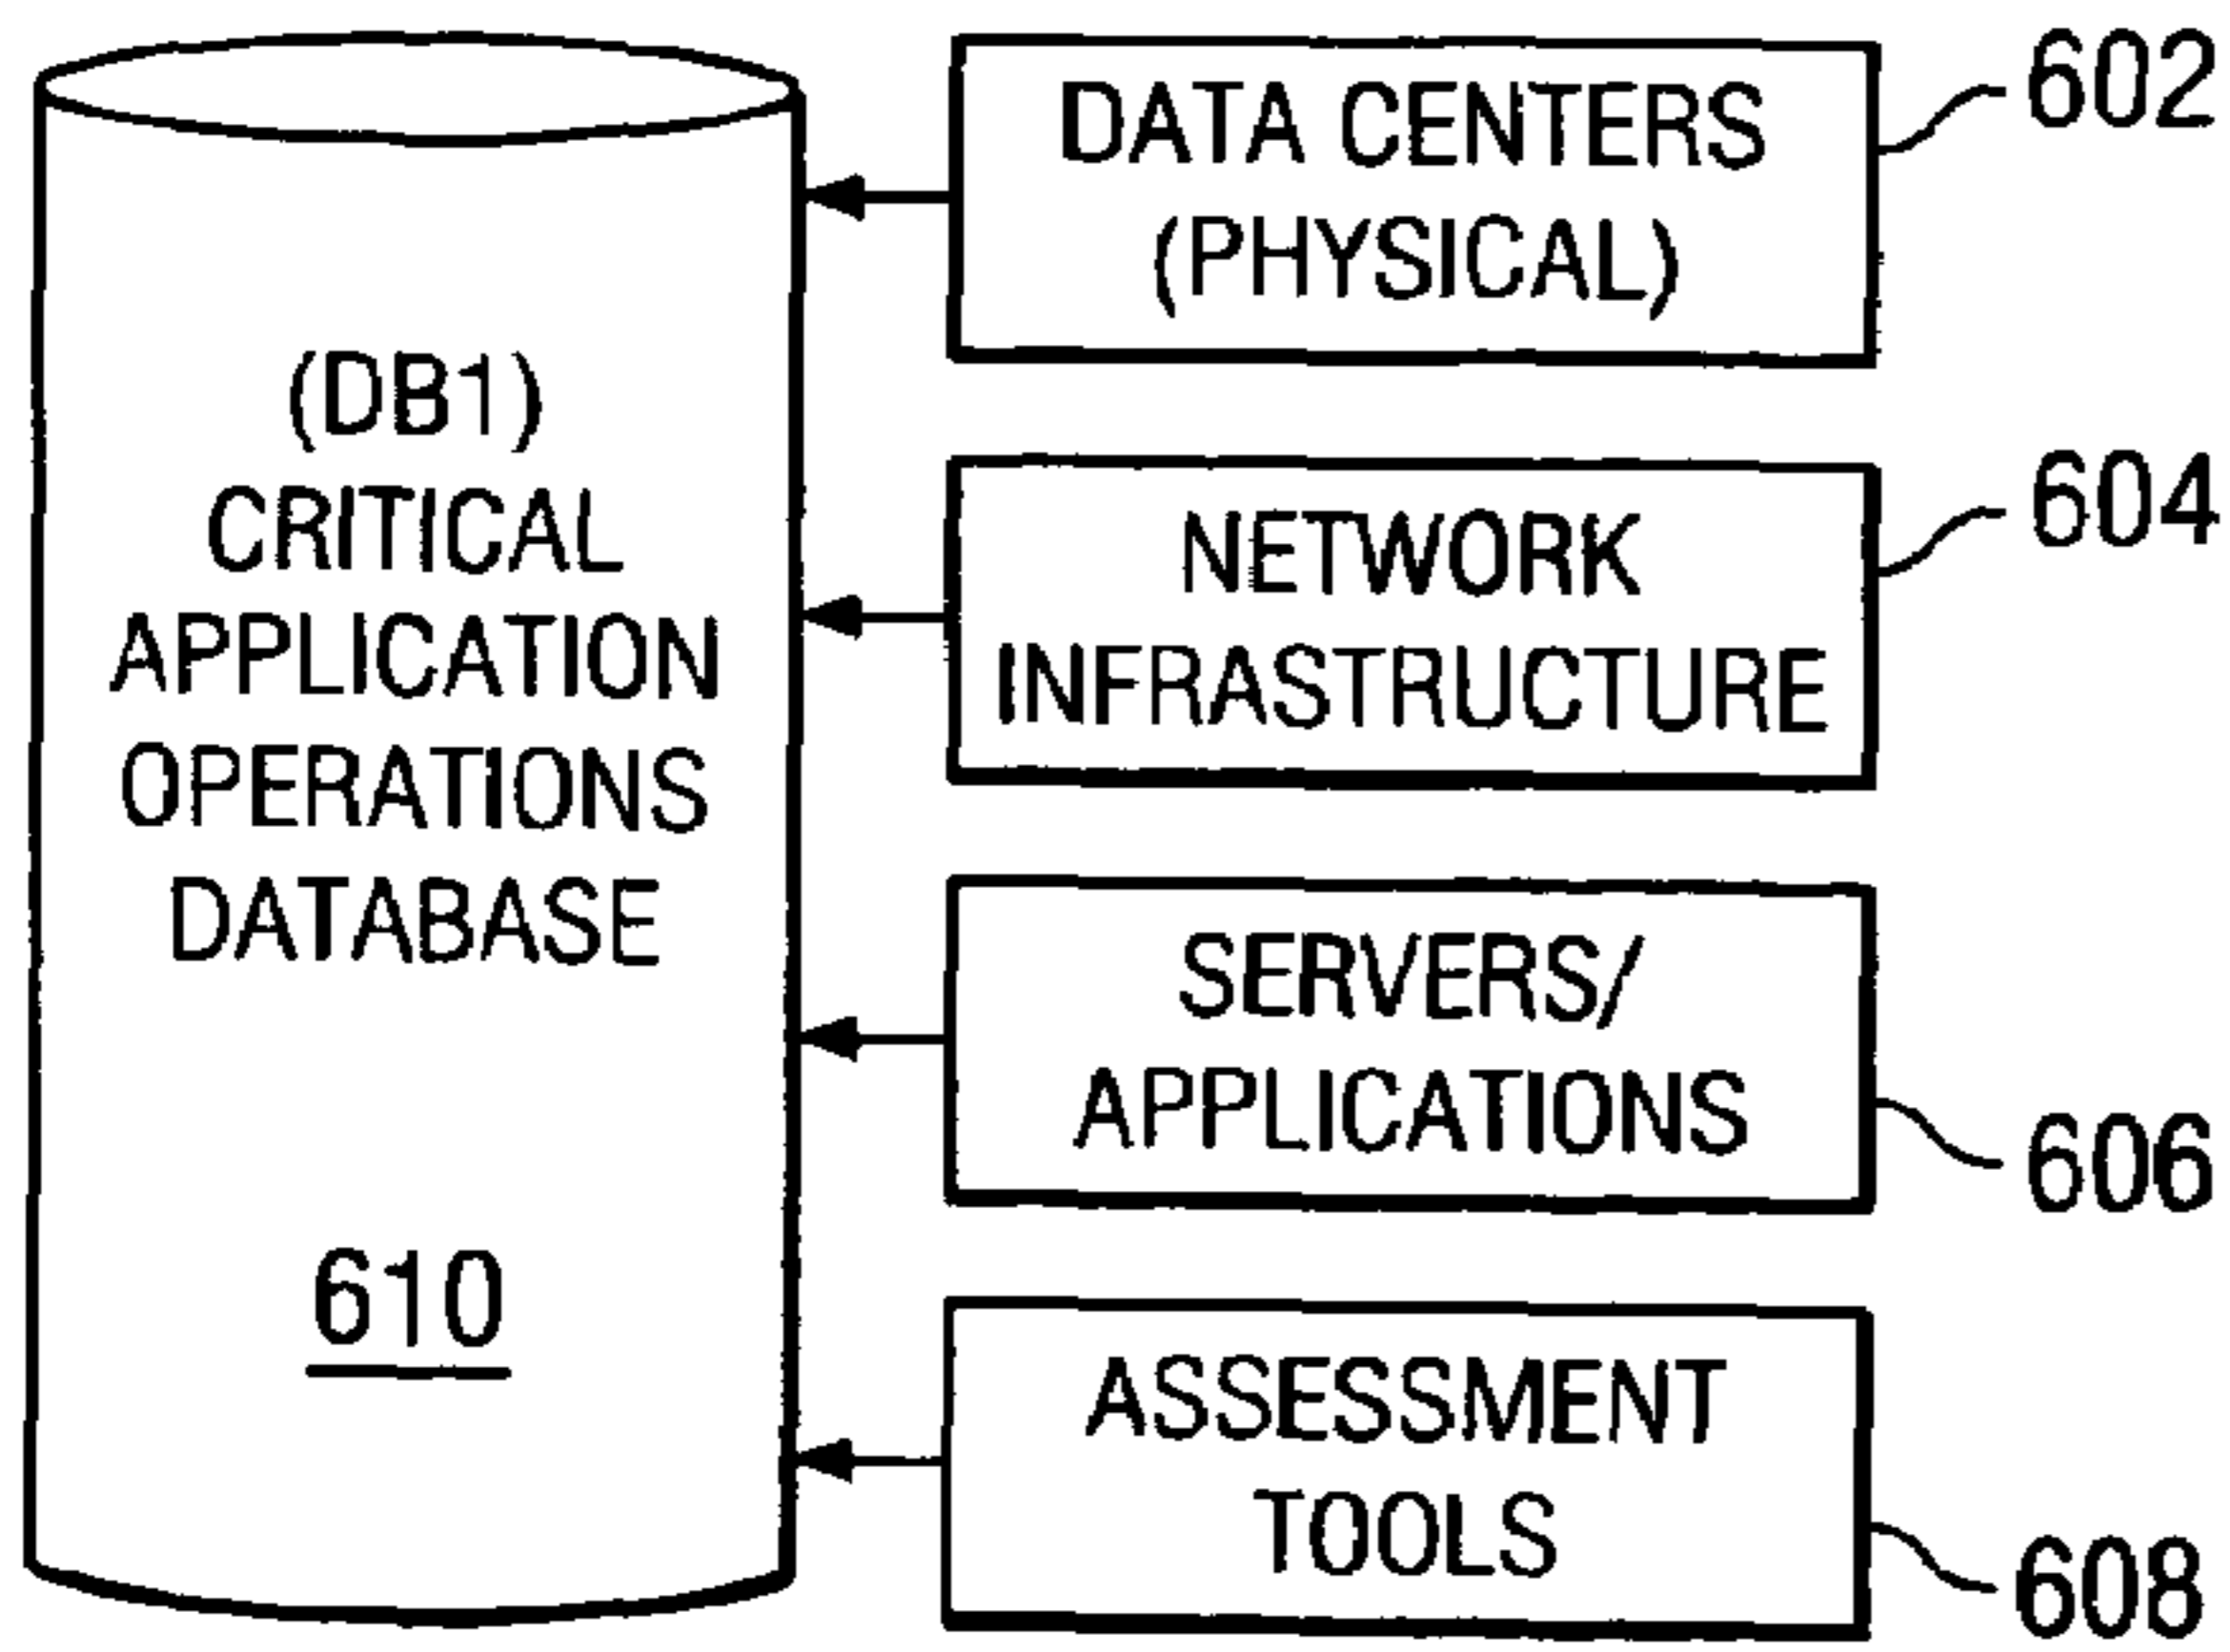 (DB1)
CRITICAL
APPLICATION
OPERATIONS
DATABASE
610
DATA CENTERS
(PHYSICAL)
602
NETWORK
INFRASTRUCTURE
604
SERVERS/
APPLICATIONS
606
ASSESSMENT
TOOLS
608